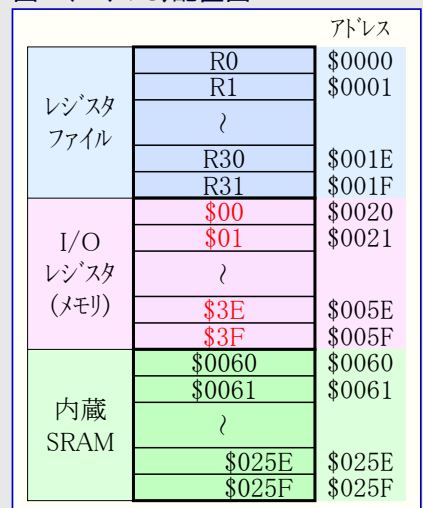 アドレス
R0 $0000
R1 $0001
レジスタ
ファイル
~
R30 $001E
R31 $001F
$00 $0020
$01 $0021
I/O
レジスタ
(メモリ)
~
$3E $005E
$3F $005F
$0060 $0060
$0061 $0061
内蔵
SRAM
~
$025E $025E
$025F $025F